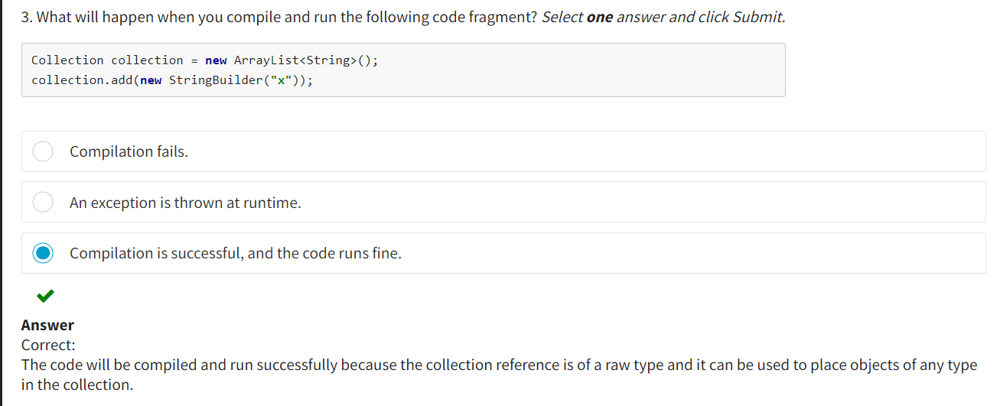 3. What will happen when you compile and run the following code fragment? Select one answer and click Submit.
Collection collection = new ArrayList<String>();
collection.add(new StringBuilder("x"));
Compilation fails.
An exception is thrown at runtime.
Compilation is successful, and the code runs fine.
Answer
Correct:
The code will be compiled and run successfully because the collection reference is of a raw type and it can be used to place objects of any type
in the collection.